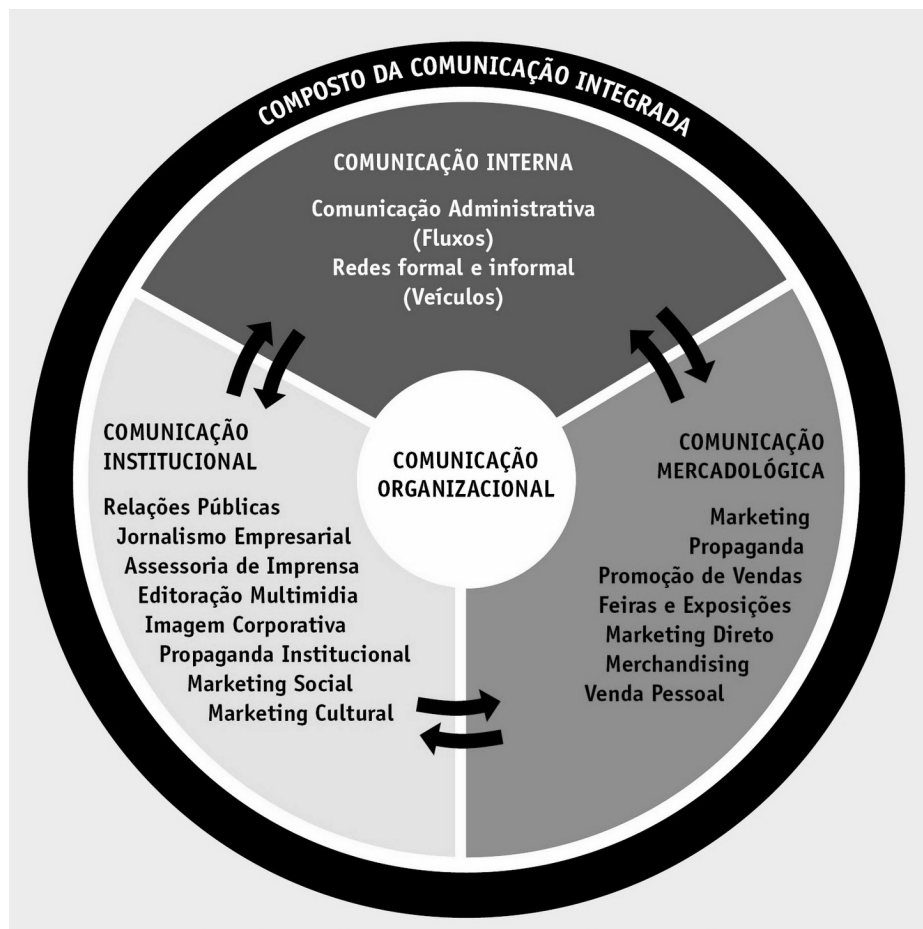 COMPOSTO DA COMUNICAÇÃO INTEGRADA
COMUNICAÇÃO INTERNA
Comunicação Administrativa
(Fluxos)
Redes formal e informal
(Veículos)
COMUNICAÇÃO
INSTITUCIONAL
Relações Públicas
Jornalismo Empresarial
Assessoria de Imprensa
Editoração Multimidia
Imagem Corporativa
Propaganda Institucional
Marketing Social
Marketing Cultural
COMUNICAÇÃO
ORGANIZACIONAL
COMUNICAÇÃO
MERCADOLÓGICA
Marketing
Propaganda
Promoção de Vendas
Feiras e Exposições
Marketing Direto
Merchandising
Venda Pessoal